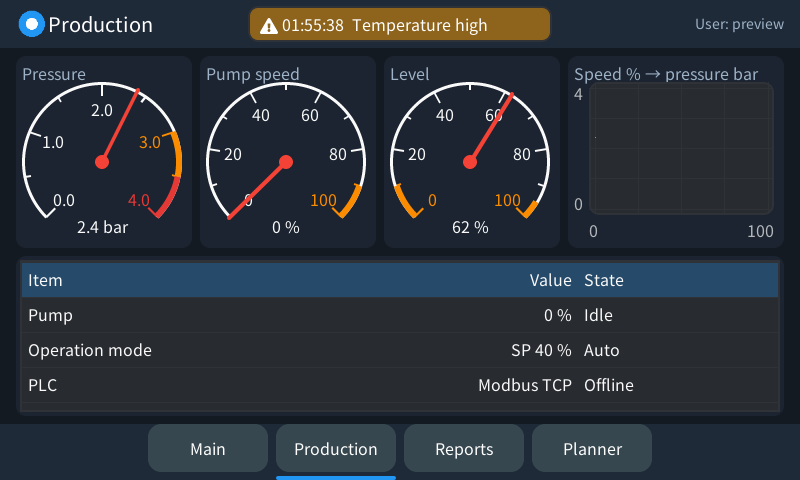 Production
01:55:38 Temperature high
User: preview
Pressure
2.0
1.0
3.0
0.0
4.0
2.4 bar
Pump speed
40 60
20
80
0
100
0 %
Level
40 60
20
80
0
100
62 %
Speed % → pressure bar
4
0
0 100
Item Value State
Pump 0 % Idle
Operation mode SP 40 % Auto
PLC Modbus TCP Offline
Main Production Reports Planner